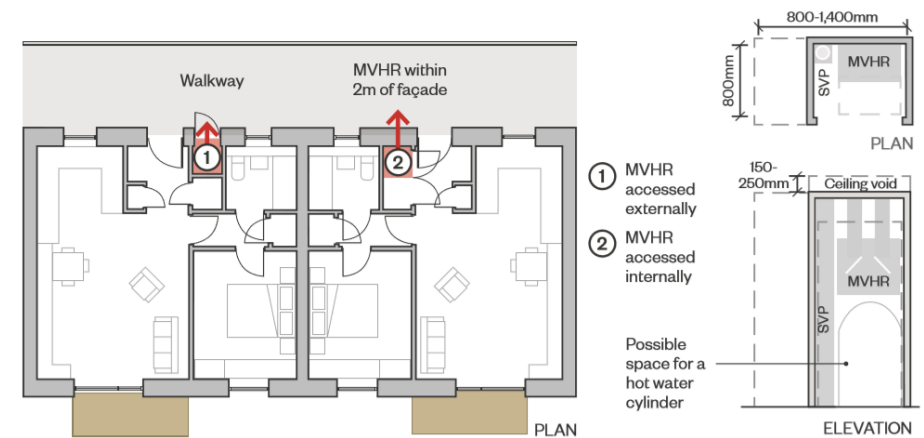 Walkway
MVHR within
2m of façade
1
2
PLAN
1 MVHR
accessed
externally
2 MVHR
accessed
internally
800-1,400mm
800mm
SVP
MVHR
PLAN
150-
250mm
Ceiling void
MVHR
SVP
Possible
space for a
hot water
cylinder
ELEVATION